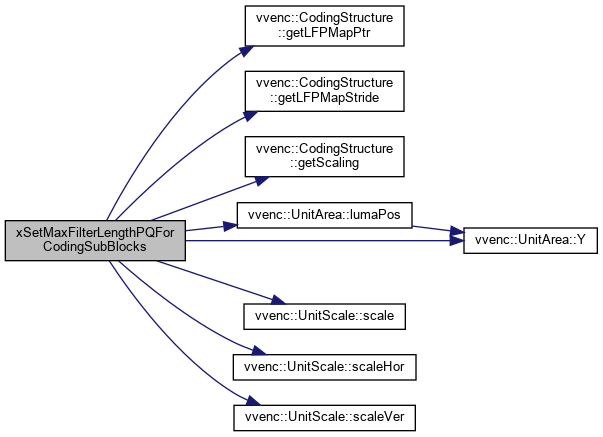 xSetMaxFilterLengthPQFor
CodingSubBlocks
vvenc::CodingStructure
::getLFPMapPtr
vvenc::CodingStructure
::getLFPMapStride
vvenc::CodingStructure
::getScaling
vvenc::UnitArea::lumaPos
vvenc::UnitArea::Y
vvenc::UnitScale::scale
vvenc::UnitScale::scaleHor
vvenc::UnitScale::scaleVer